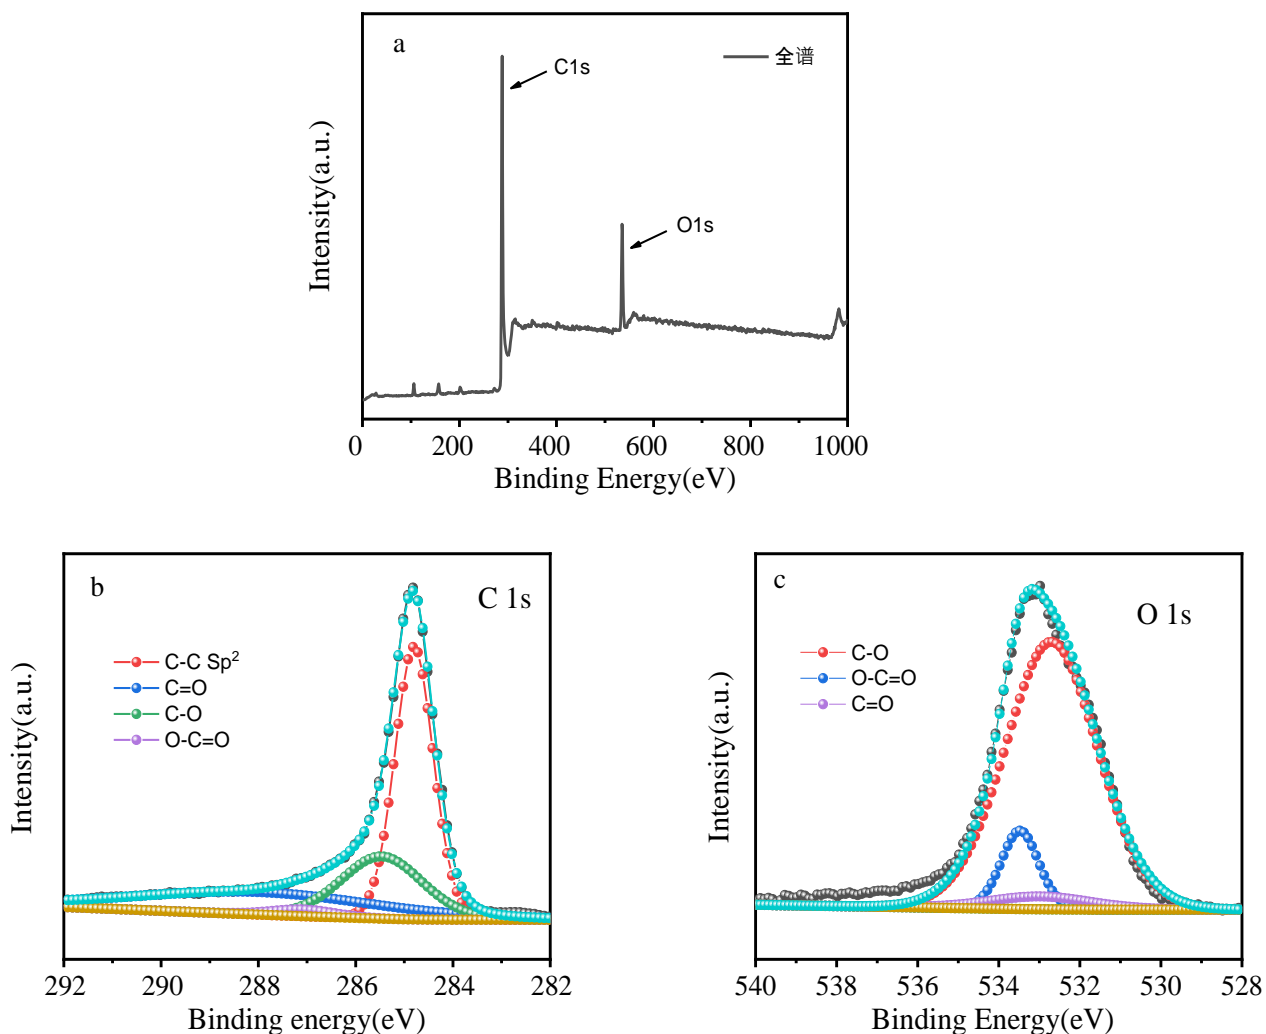 a
全谱
C1s
O1s
Intensity(a.u.)
0 200 400 600 800 1000
Binding Energy(eV)
b
C 1s
C-C Sp²
C=O
C-O
O-C=O
Intensity(a.u.)
292 290 288 286 284 282
Binding energy(eV)
c
O 1s
C-O
O-C=O
C=O
Intensity(a.u.)
540 538 536 534 532 530 528
Binding Energy(eV)